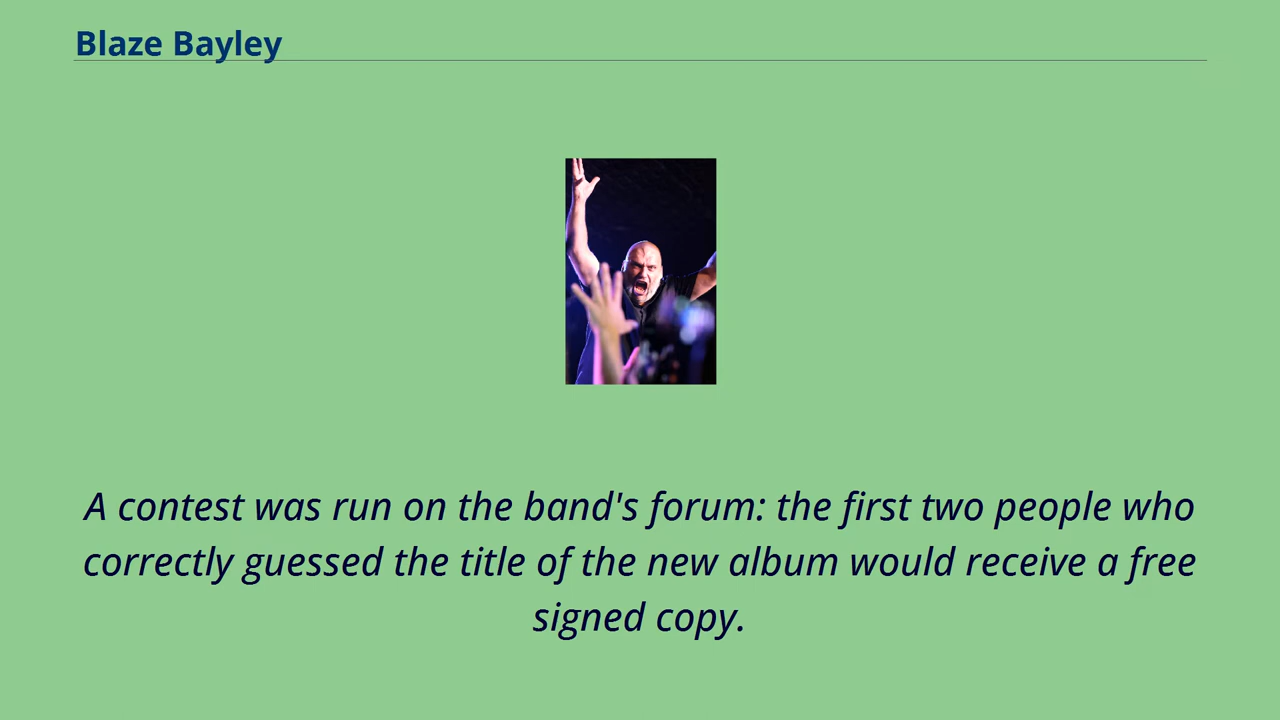 Blaze Bayley
A contest was run on the band's forum: the first two people who
correctly guessed the title of the new album would receive a free
signed copy.